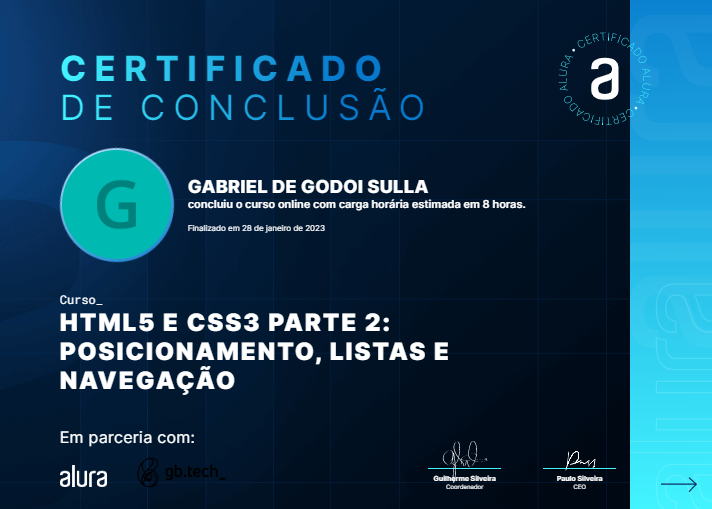 CERTIFICADO
DE CONCLUSÃO
CERTIFICADO ALURA • CERTIFICADO ALURA •
a
G
GABRIEL DE GODOI SULLA
concluiu o curso online com carga horária estimada em 8 horas.
Finalizado em 28 de janeiro de 2023
Curso_
HTML5 E CSS3 PARTE 2:
POSICIONAMENTO, LISTAS E
NAVEGAÇÃO
Em parceria com:
alura
gb.tech_
Guilherme Silveira
Coordenador
Paulo Silveira
CEO
alura